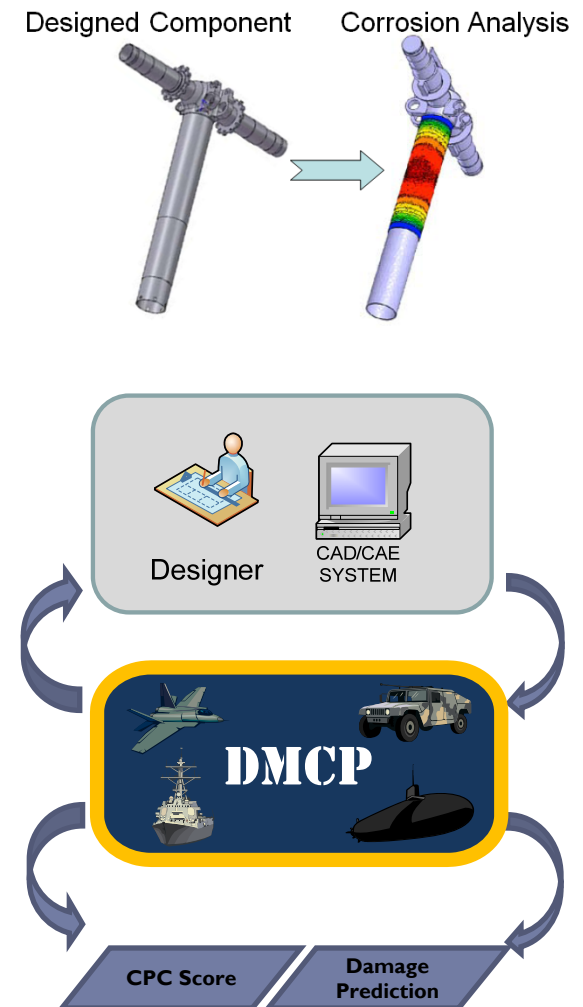 Designed Component
Corrosion Analysis
Designer
CAD/CAE
SYSTEM
DMCP
CPC Score
Damage
Prediction